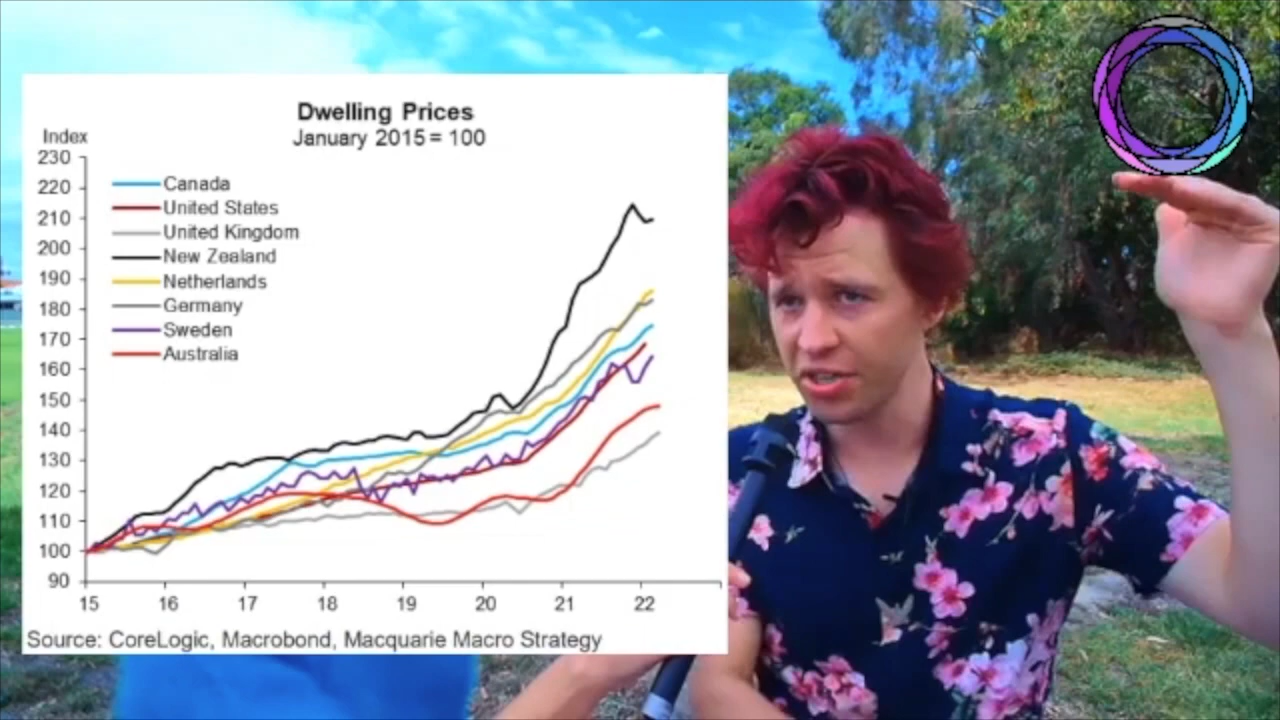 Dwelling Prices
January 2015 = 100
Index
230
220
210
200
190
180
170
160
150
140
130
120
110
100
90
Canada
United States
United Kingdom
New Zealand
Netherlands
Germany
Sweden
Australia
15 16 17 18 19 20 21 22
Source: CoreLogic, Macrobond, Macquarie Macro Strategy